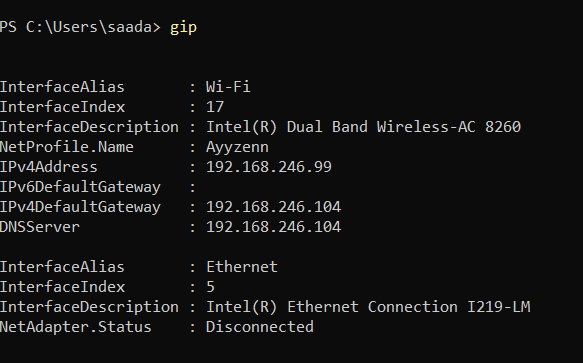 PS C:\Users\saada> gip
InterfaceAlias       : Wi-Fi
InterfaceIndex       : 17
InterfaceDescription : Intel(R) Dual Band Wireless-AC 8260
NetProfile.Name      : Ayyzenn
IPv4Address          : 192.168.246.99
IPv6DefaultGateway   :
IPv4DefaultGateway   : 192.168.246.104
DNSServer            : 192.168.246.104
InterfaceAlias       : Ethernet
InterfaceIndex       : 5
InterfaceDescription : Intel(R) Ethernet Connection I219-LM
NetAdapter.Status    : Disconnected